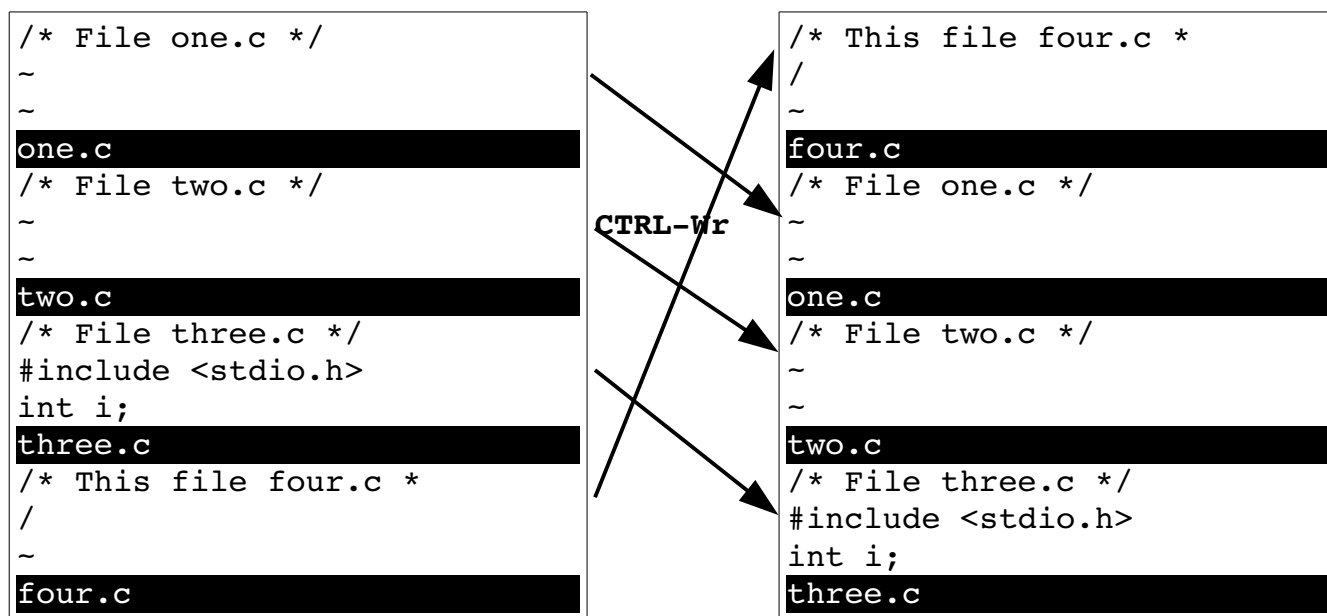 /* File one.c */
~
~
one.c
/* File two.c */
~
~
two.c
/* File three.c */
#include <stdio.h>
int i;
three.c
/* This file four.c *
/
~
four.c
CTRL-Wr
/* This file four.c *
/
~
four.c
/* File one.c */
~
~
one.c
/* File two.c */
~
~
two.c
/* File three.c */
#include <stdio.h>
int i;
three.c